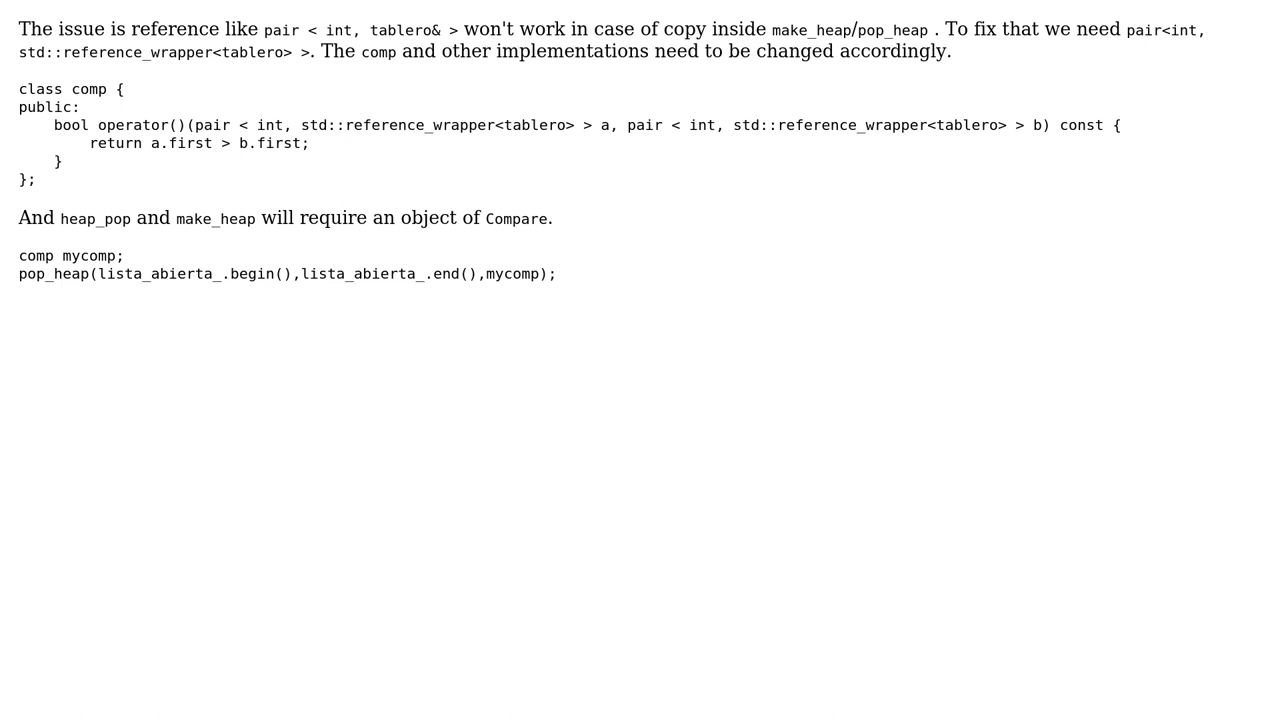 The issue is reference like pair < int, tablero& > won't work in case of copy inside make_heap/pop_heap . To fix that we need pair<int,
std::reference_wrapper<tablero> >. The comp and other implementations need to be changed accordingly.
class comp {
public:
    bool operator()(pair < int, std::reference_wrapper<tablero> > a, pair < int, std::reference_wrapper<tablero> > b) const {
        return a.first > b.first;
    }
};
And heap_pop and make_heap will require an object of Compare.
comp mycomp;
pop_heap(lista_abierta_.begin(),lista_abierta_.end(),mycomp);